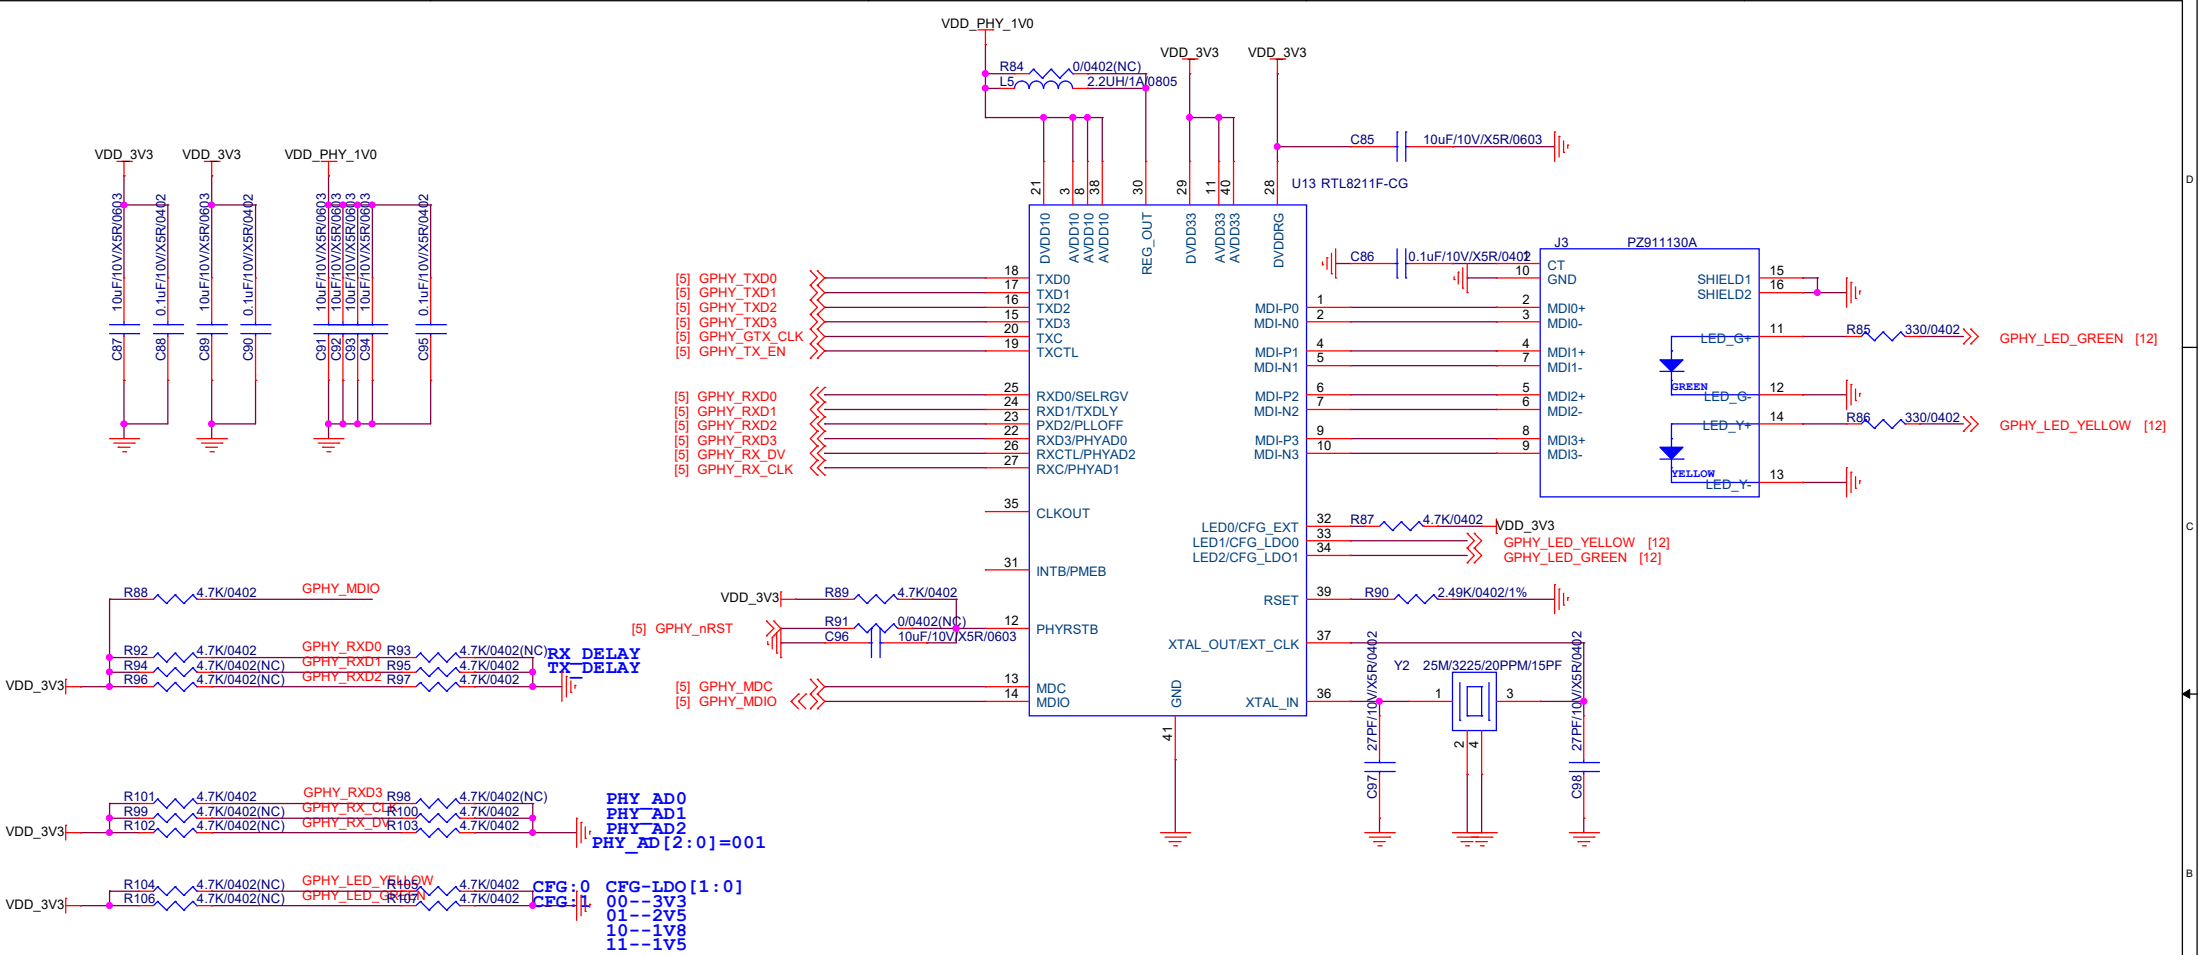 VDD_PHY_1V0
R84 0/0402(NC)
L5 2.2UH/1A/0805
VDD_3V3 VDD_3V3
C85 10uF/10V/X5R/0603
U13 RTL8211F-CG
VDD_3V3 VDD_3V3 VDD_PHY_1V0
10uF/10V/X5R/0603
0.1uF/10V/X5R/0402
10uF/10V/X5R/0603
0.1uF/10V/X5R/0402
10uF/10V/X5R/0603
10uF/10V/X5R/0603
10uF/10V/X5R/0603
10uF/10V/X5R/0603
0.1uF/10V/X5R/0402
C87 C88 C89 C90 C91 C92 C93 C94 C95
21 3 8 38 30 29 11 40 28
DVDD10 AVDD10 AVDD10 AVDD10 REG_OUT DVDD33 AVDD33 AVDD33 DVDDRG
[5] GPHY_TXD0 18 TXD0
[5] GPHY_TXD1 17 TXD1
[5] GPHY_TXD2 16 TXD2
[5] GPHY_TXD3 15 TXD3
[5] GPHY_GTX_CLK 20 TXC
[5] GPHY_TX_EN 19 TXCTL
[5] GPHY_RXD0 25 RXD0/SELRGV
[5] GPHY_RXD1 24 RXD1/TXDLY
[5] GPHY_RXD2 23 PXD2/PLLOFF
[5] GPHY_RXD3 22 RXD3/PHYAD0
[5] GPHY_RX_DV 26 RXCTL/PHYAD2
[5] GPHY_RX_CLK 27 RXC/PHYAD1
35 CLKOUT
31 INTB/PMEB
VDD_3V3 R89 4.7K/0402
[5] GPHY_nRST R91 0/0402(NC) 12 PHYRSTB
C96 10uF/10V/X5R/0603
[5] GPHY_MDC 13 MDC
[5] GPHY_MDIO 14 MDIO
GND
41
J3 PZ911130A
C86 0.1uF/10V/X5R/0402 CT
10 GND
SHIELD1 15
SHIELD2 16
MDI-P0 1 2 MDI0+
MDI-N0 2 3 MDI0-
MDI-P1 4 4 MDI1+
MDI-N1 5 7 MDI1-
MDI-P2 6 5 MDI2+
MDI-N2 7 6 MDI2-
MDI-P3 9 8 MDI3+
MDI-N3 10 9 MDI3-
LED_G+ 11 R85 330/0402 GPHY_LED_GREEN [12]
GREEN
LED_G- 12
LED_Y+ 14 R86 330/0402 GPHY_LED_YELLOW [12]
YELLOW
LED_Y- 13
LED0/CFG_EXT 32 R87 4.7K/0402 VDD_3V3
LED1/CFG_LDO0 33 GPHY_LED_YELLOW [12]
LED2/CFG_LDO1 34 GPHY_LED_GREEN [12]
RSET 39 R90 2.49K/0402/1%
XTAL_OUT/EXT_CLK 37
Y2 25M/3225/20PPM/15PF
XTAL_IN 36 1 3
2 4
27PF/10V/X5R/0402
C97
27PF/10V/X5R/0402
C98
R88 4.7K/0402 GPHY_MDIO
R92 4.7K/0402 GPHY_RXD0 R93 4.7K/0402(NC) RX_DELAY
R94 4.7K/0402(NC) GPHY_RXD1 R95 4.7K/0402 TX_DELAY
VDD_3V3 R96 4.7K/0402(NC) GPHY_RXD2 R97 4.7K/0402
R101 4.7K/0402 GPHY_RXD3 R98 4.7K/0402(NC) PHY_AD0
R99 4.7K/0402(NC) GPHY_RX_CLK R100 4.7K/0402 PHY_AD1
VDD_3V3 R102 4.7K/0402(NC) GPHY_RX_DV R103 4.7K/0402 PHY_AD2
PHY_AD[2:0]=001
R104 4.7K/0402(NC) GPHY_LED_YELLOW R105 4.7K/0402 CFG:0 CFG-LDO[1:0]
VDD_3V3 R106 4.7K/0402(NC) GPHY_LED_GREEN R107 4.7K/0402 CFG:1 00--3V3
01--2V5
10--1V8
11--1V5
D
C
B